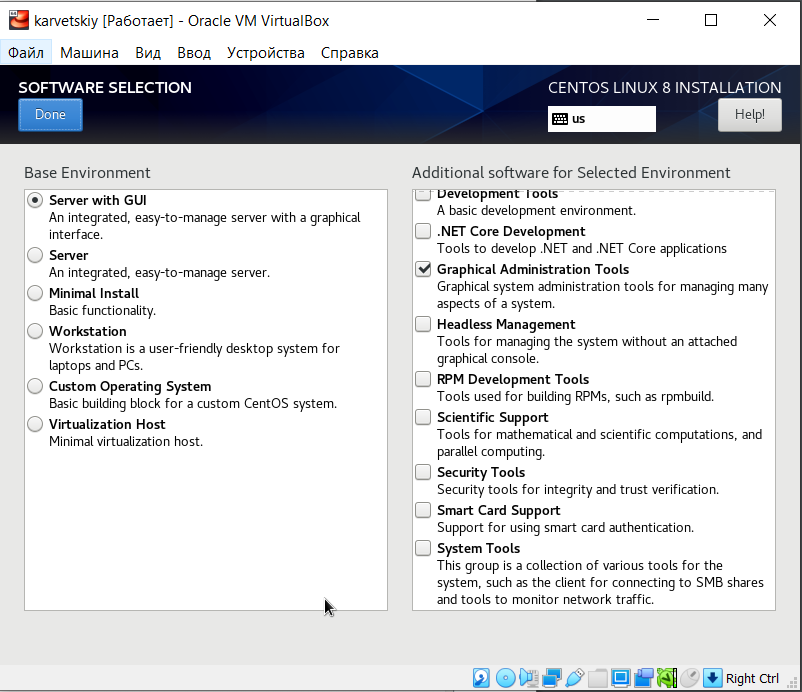 karvetskiy [Работает] - Oracle VM VirtualBox
Файл Машина Вид Ввод Устройства Справка
SOFTWARE SELECTION
Done
CENTOS LINUX 8 INSTALLATION
us
Help!
Base Environment
Server with GUI
An integrated, easy-to-manage server with a graphical
interface.
Server
An integrated, easy-to-manage server.
Minimal Install
Basic functionality.
Workstation
Workstation is a user-friendly desktop system for
laptops and PCs.
Custom Operating System
Basic building block for a custom CentOS system.
Virtualization Host
Minimal virtualization host.
Additional software for Selected Environment
Development Tools
A basic development environment.
.NET Core Development
Tools to develop .NET and .NET Core applications
Graphical Administration Tools
Graphical system administration tools for managing many
aspects of a system.
Headless Management
Tools for managing the system without an attached
graphical console.
RPM Development Tools
Tools used for building RPMs, such as rpmbuild.
Scientific Support
Tools for mathematical and scientific computations, and
parallel computing.
Security Tools
Security tools for integrity and trust verification.
Smart Card Support
Support for using smart card authentication.
System Tools
This group is a collection of various tools for the
system, such as the client for connecting to SMB shares
and tools to monitor network traffic.
Right Ctrl